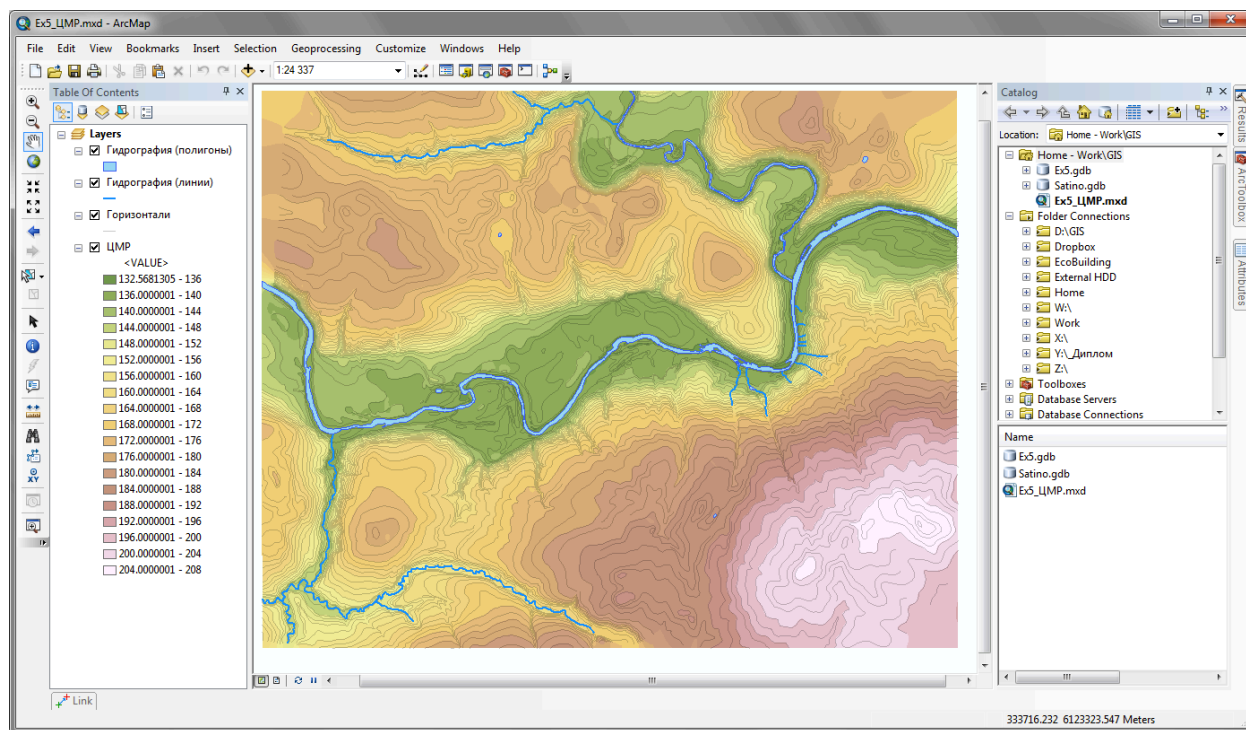 Ex5_ЦМР.mxd - ArcMap
File Edit View Bookmarks Insert Selection Geoprocessing Customize Windows Help
1:24 337
Table Of Contents
Layers
Гидрография (полигоны)
Гидрография (линии)
Горизонтали
ЦМР
<VALUE>
132.5681305 - 136
136.0000001 - 140
140.0000001 - 144
144.0000001 - 148
148.0000001 - 152
152.0000001 - 156
156.0000001 - 160
160.0000001 - 164
164.0000001 - 168
168.0000001 - 172
172.0000001 - 176
176.0000001 - 180
180.0000001 - 184
184.0000001 - 188
188.0000001 - 192
192.0000001 - 196
196.0000001 - 200
200.0000001 - 204
204.0000001 - 208
Link
Catalog
Location: Home - Work\GIS
Home - Work\GIS
Ex5.gdb
Satino.gdb
Ex5_ЦМР.mxd
Folder Connections
D:\GIS
Dropbox
EcoBuilding
External HDD
Home
W:\
Work
X:\
Y:\_Диплом
Z:\
Toolboxes
Database Servers
Database Connections
Name
Ex5.gdb
Satino.gdb
Ex5_ЦМР.mxd
Results
ArcToolbox
Attributes
333716.232 6123323.547 Meters